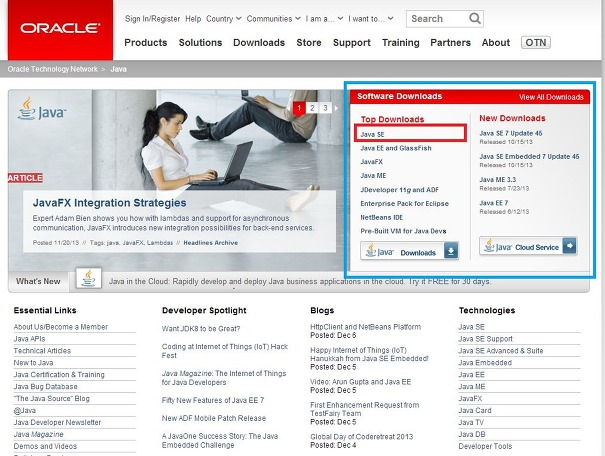 ORACLE
Sign In/Register Help Country Communities I am a... I want to... Search
Products Solutions Downloads Store Support Training Partners About OTN
Oracle Technology Network > Java
Java
1 2 3
ARTICLE
JavaFX Integration Strategies
Expert Adam Bien shows you how with lambdas and support for asynchronous
communication, JavaFX introduces new integration possibilities for back-end services.
Posted 11/20/13 // Tags: java, JavaFX, Lambdas // Headlines Archive
Software Downloads View All Downloads
Top Downloads
Java SE
Java EE and GlassFish
JavaFX
Java ME
JDeveloper 11g and ADF
Enterprise Pack for Eclipse
NetBeans IDE
Pre-Built VM for Java Devs
Java Downloads
New Downloads
Java SE 7 Update 45
Released 10/15/13
Java SE Embedded 7 Update 45
Released 10/15/13
Java ME 3.3
Released 7/23/13
Java EE 7
Released 6/12/13
Java Cloud Service
What's New Java in the Cloud: Rapidly develop and deploy Java business applications in the cloud. Try it FREE for 30 days.
Essential Links
About Us/Become a Member
Java APIs
Technical Articles
New to Java
Java Certification & Training
Java Bug Database
"The Java Source" Blog
@Java
Java Developer Newsletter
Java Magazine
Demos and Videos
Developer Spotlight
Want JDK8 to be Great?
Coding at Internet of Things (IoT) Hack
Fest
Java Magazine: The Internet of Things
for Java Developers
Fifty New Features of Java EE 7
New ADF Mobile Patch Release
A JavaOne Success Story: The Java
Embedded Challenge
Blogs
HttpClient and NetBeans Platform
Posted: Dec 6
Happy Internet of Things (IoT)
Hanukkah from Java SE Embedded!
Posted: Dec 6
Video: Arun Gupta and Java EE
Posted: Dec 5
First Enhancement Request from
TestFairy Team
Posted: Dec 5
Global Day of Coderetreat 2013
Posted: Dec 4
Technologies
Java SE
Java SE Support
Java SE Advanced & Suite
Java Embedded
Java EE
Java ME
JavaFX
Java Card
Java TV
Java DB
Developer Tools